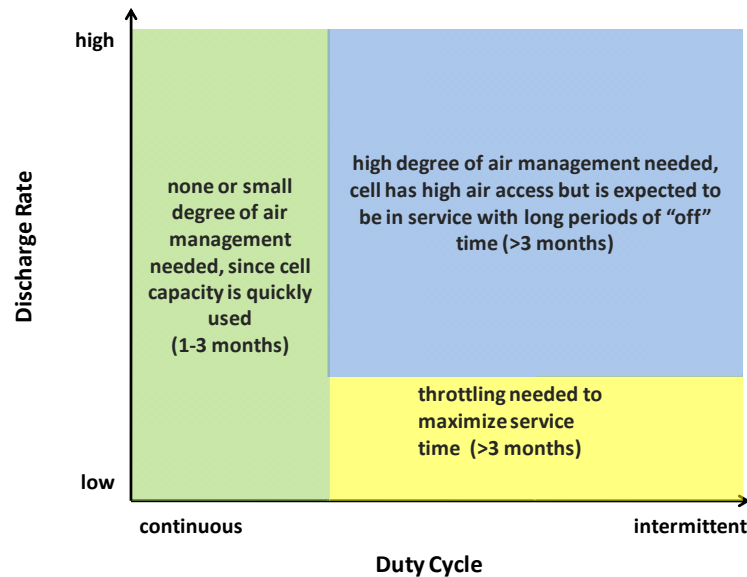 high
Discharge Rate
none or small
degree of air
management
needed, since cell
capacity is quickly
used
(1-3 months)
high degree of air management needed,
cell has high air access but is expected to
be in service with long periods of “off”
time (>3 months)
throttling needed to
maximize service
time (>3 months)
low
continuous
intermittent
Duty Cycle